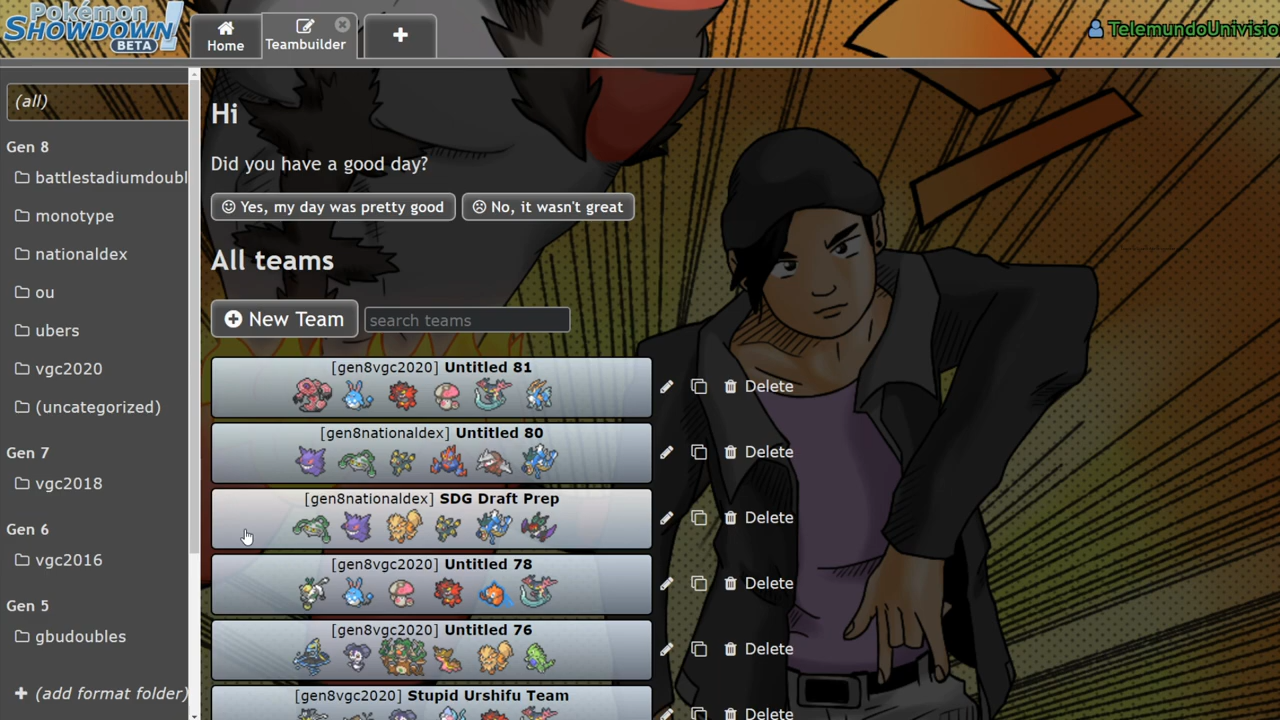 Pokémon
SHOWDOWN!
BETA
Home
Teambuilder
TelemundoUnivisio
(all)
Gen 8
battlestadiumdoubl
monotype
nationaldex
ou
ubers
vgc2020
(uncategorized)
Gen 7
vgc2018
Gen 6
vgc2016
Gen 5
gbudoubles
(add format folder)
Hi
Did you have a good day?
Yes, my day was pretty good
No, it wasn't great
All teams
New Team
search teams
[gen8vgc2020] Untitled 81
Delete
[gen8nationaldex] Untitled 80
Delete
[gen8nationaldex] SDG Draft Prep
Delete
[gen8vgc2020] Untitled 78
Delete
[gen8vgc2020] Untitled 76
Delete
[gen8vgc2020] Stupid Urshifu Team
Delete